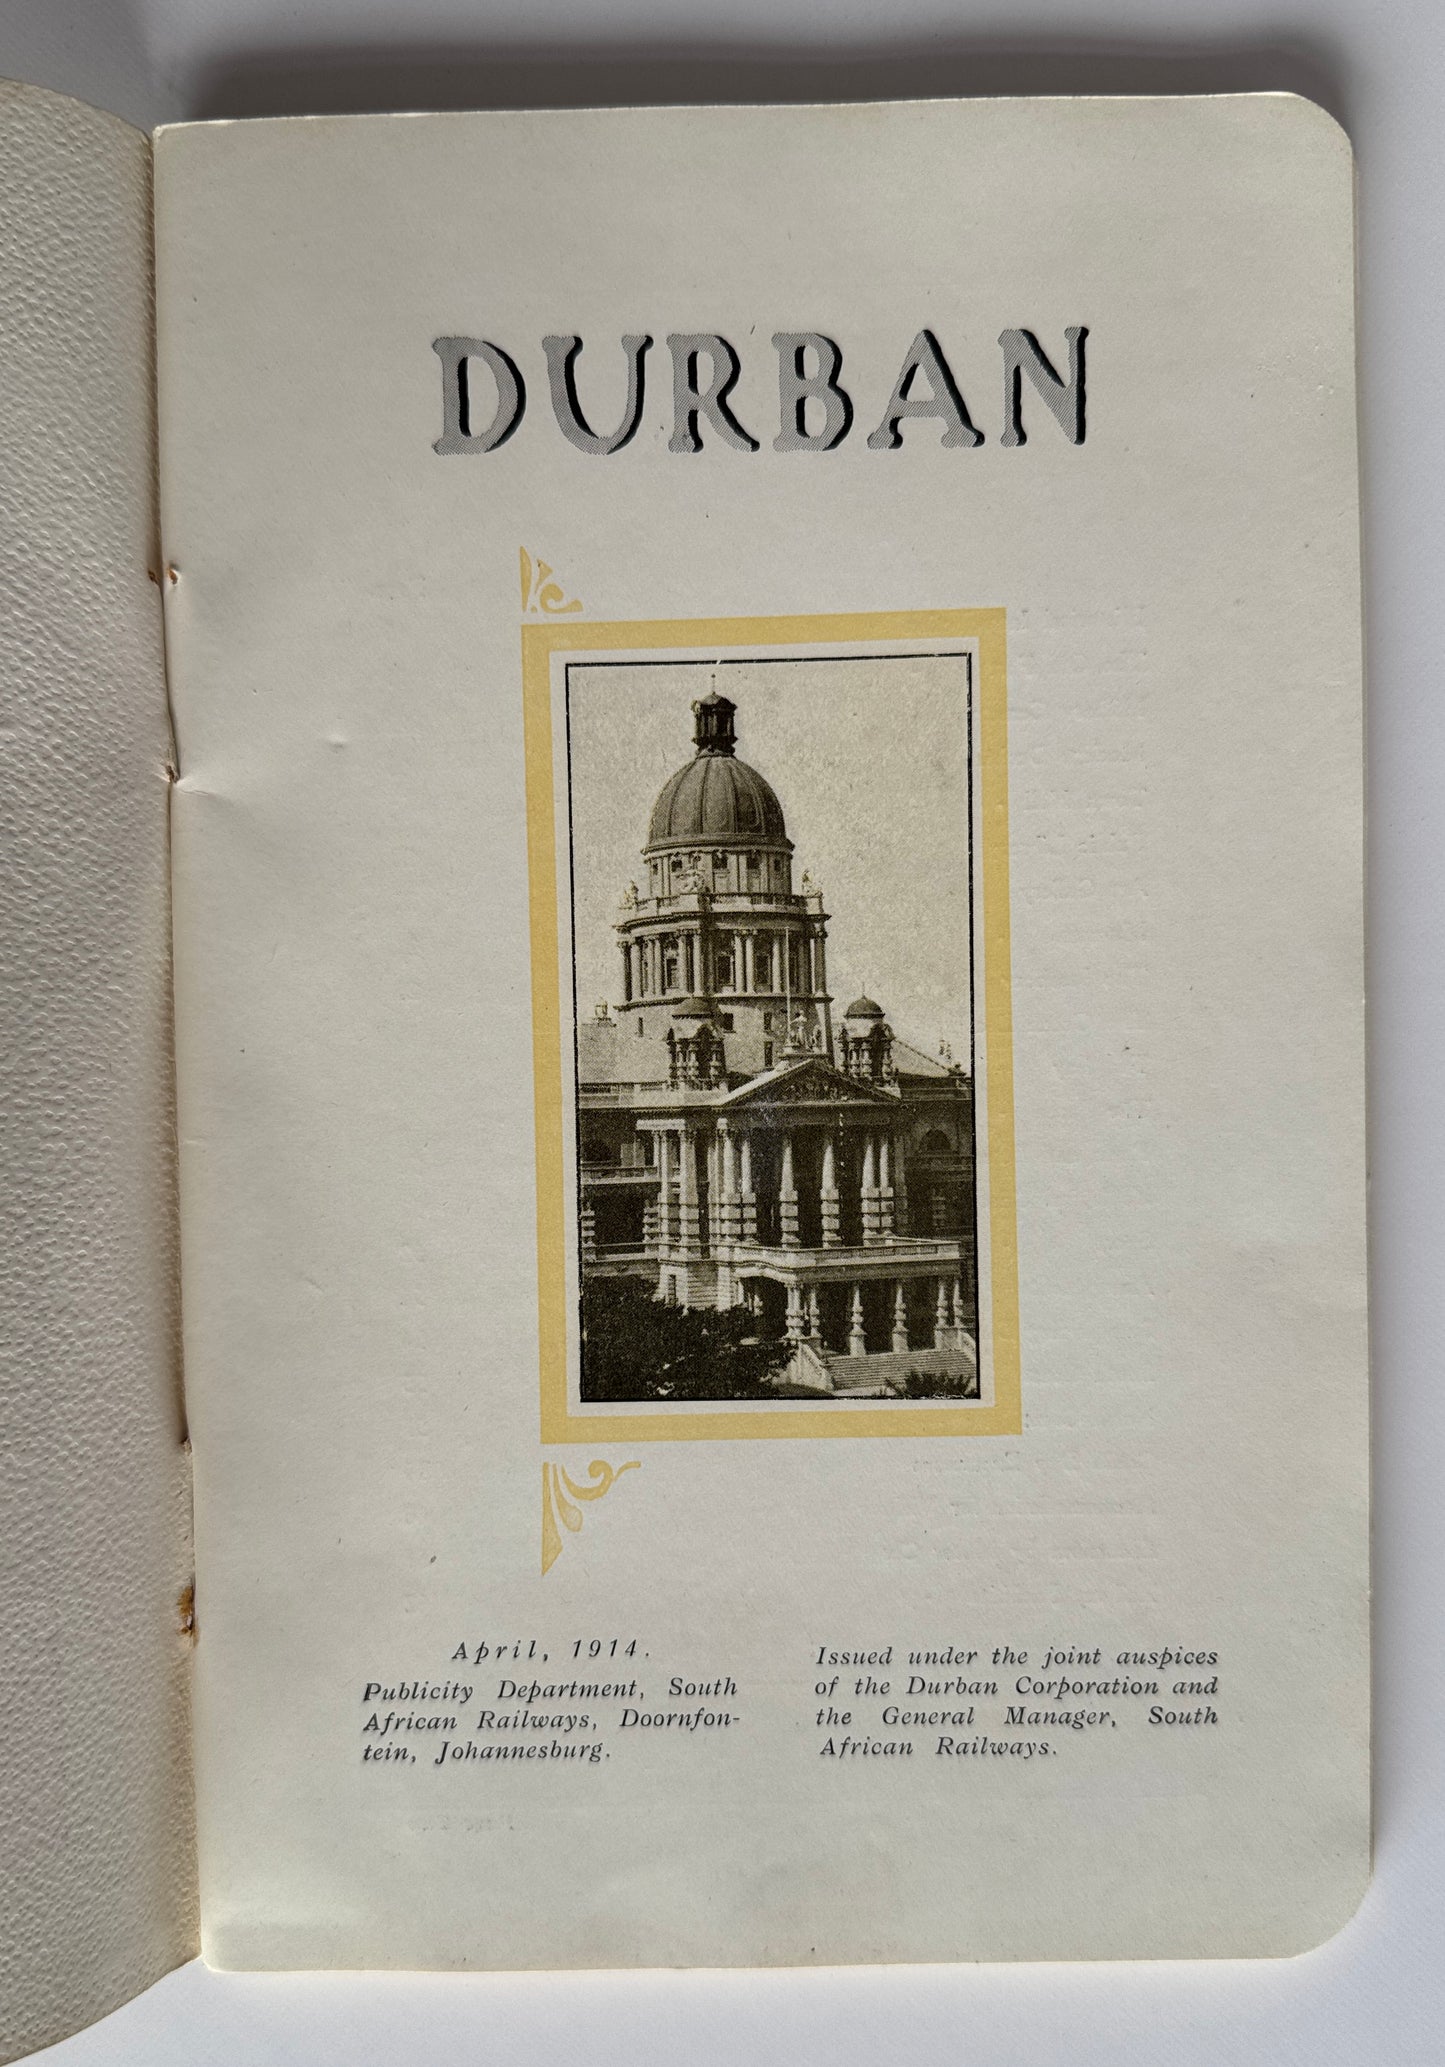 DURBAN
April, 1914.
Publicity Department, South
African Railways, Doornfon-
tein, Johannesburg.
Issued under the joint auspices
of the Durban Corporation and
the General Manager, South
African Railways.